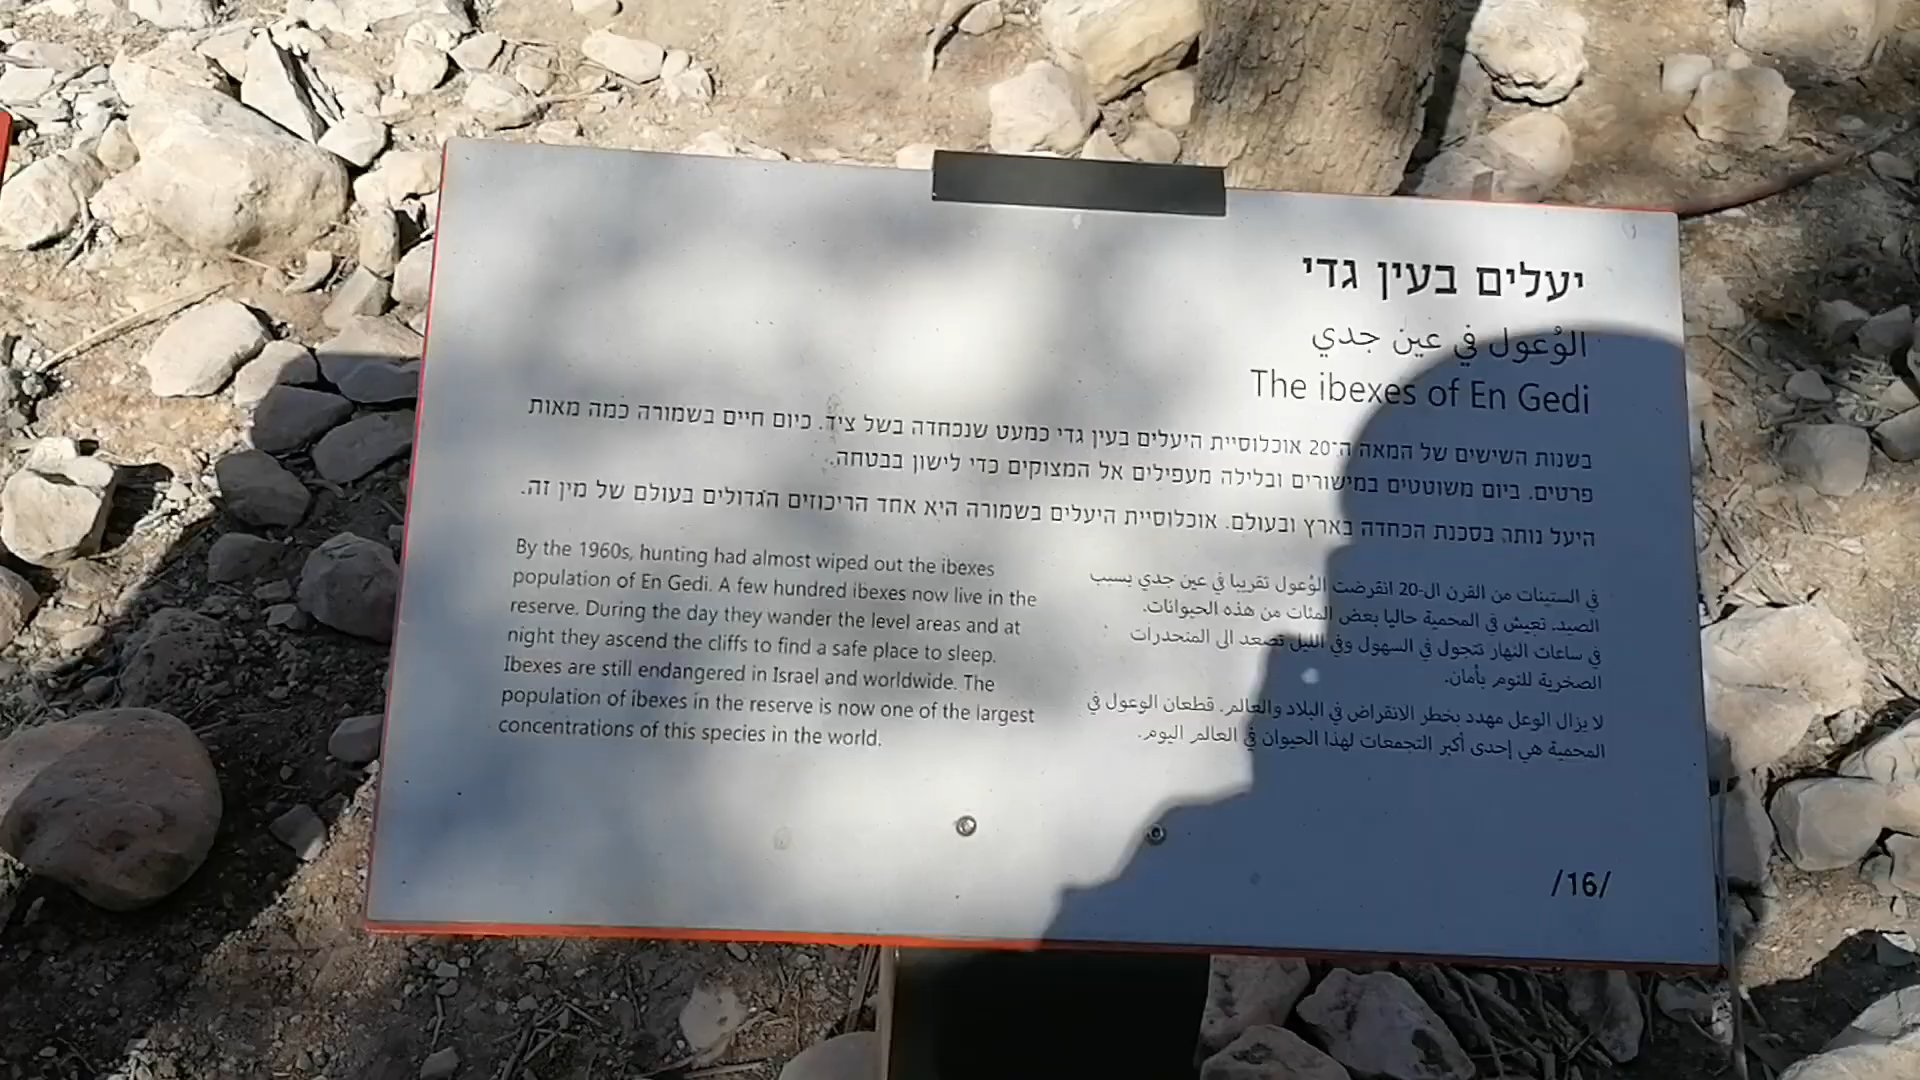 יעלים בעין גדי
الوُعول في عين جدي
The ibexes of En Gedi
בשנות השישים של המאה ה־20 אוכלוסיית היעלים בעין גדי כמעט שנכחדה בשל ציד. כיום חיים בשמורה כמה מאות
פרטים. ביום משוטטים במישורים ובלילה מעפילים אל המצוקים כדי לישון בבטחה.
היעל נותר בסכנת הכחדה בארץ ובעולם. אוכלוסיית היעלים בשמורה היא אחד הריכוזים הגדולים בעולם של מין זה.
By the 1960s, hunting had almost wiped out the ibexes
population of En Gedi. A few hundred ibexes now live in the
reserve. During the day they wander the level areas and at
night they ascend the cliffs to find a safe place to sleep.
Ibexes are still endangered in Israel and worldwide. The
population of ibexes in the reserve is now one of the largest
concentrations of this species in the world.
في الستينات من القرن ال-20 انقرضت الوُعول تقريبا في عين جدي بسبب
الصيد. تعيش في المحمية حاليا بعض المئات من هذه الحيوانات.
في ساعات النهار تتجول في السهول وفي الليل تصعد الى المنحدرات
الصخرية للنوم بأمان.
لا يزال الوعل مهدد بخطر الانقراض في البلاد والعالم. قطعان الوعول في
المحمية هي إحدى أكبر التجمعات لهذا الحيوان في العالم اليوم.
/16/